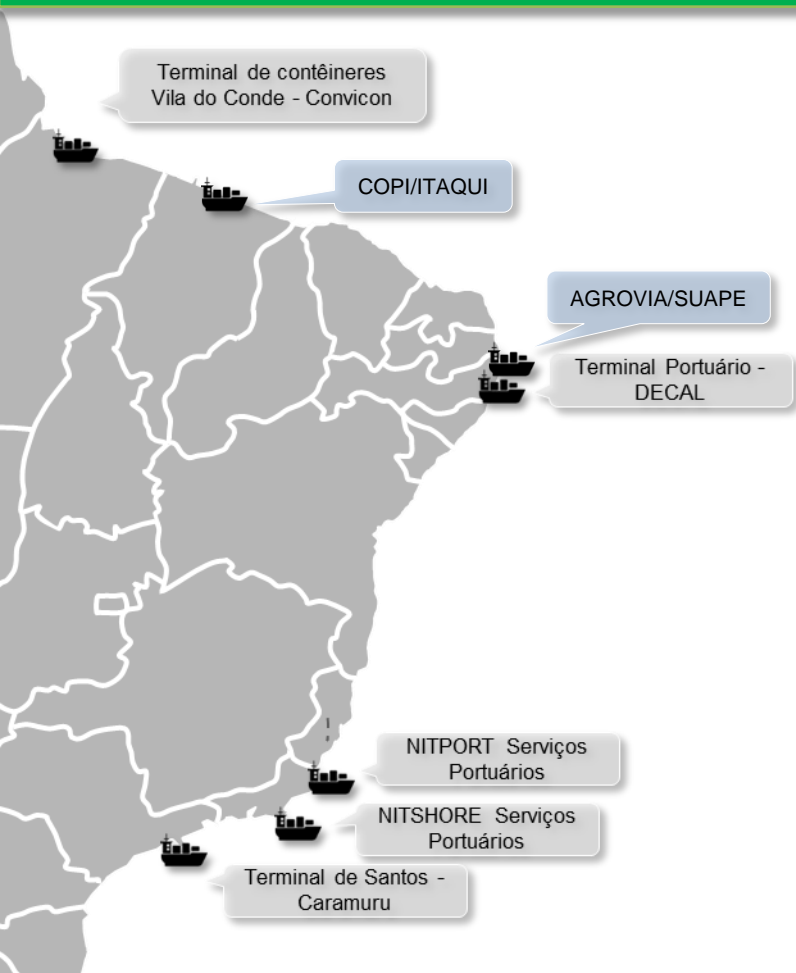 Terminal de contêineres
Vila do Conde - Convicon
COPI/ITAQUI
AGROVIA/SUAPE
Terminal Portuário -
DECAL
NITPORT Serviços
Portuários
NITSHORE Serviços
Portuários
Terminal de Santos -
Caramuru